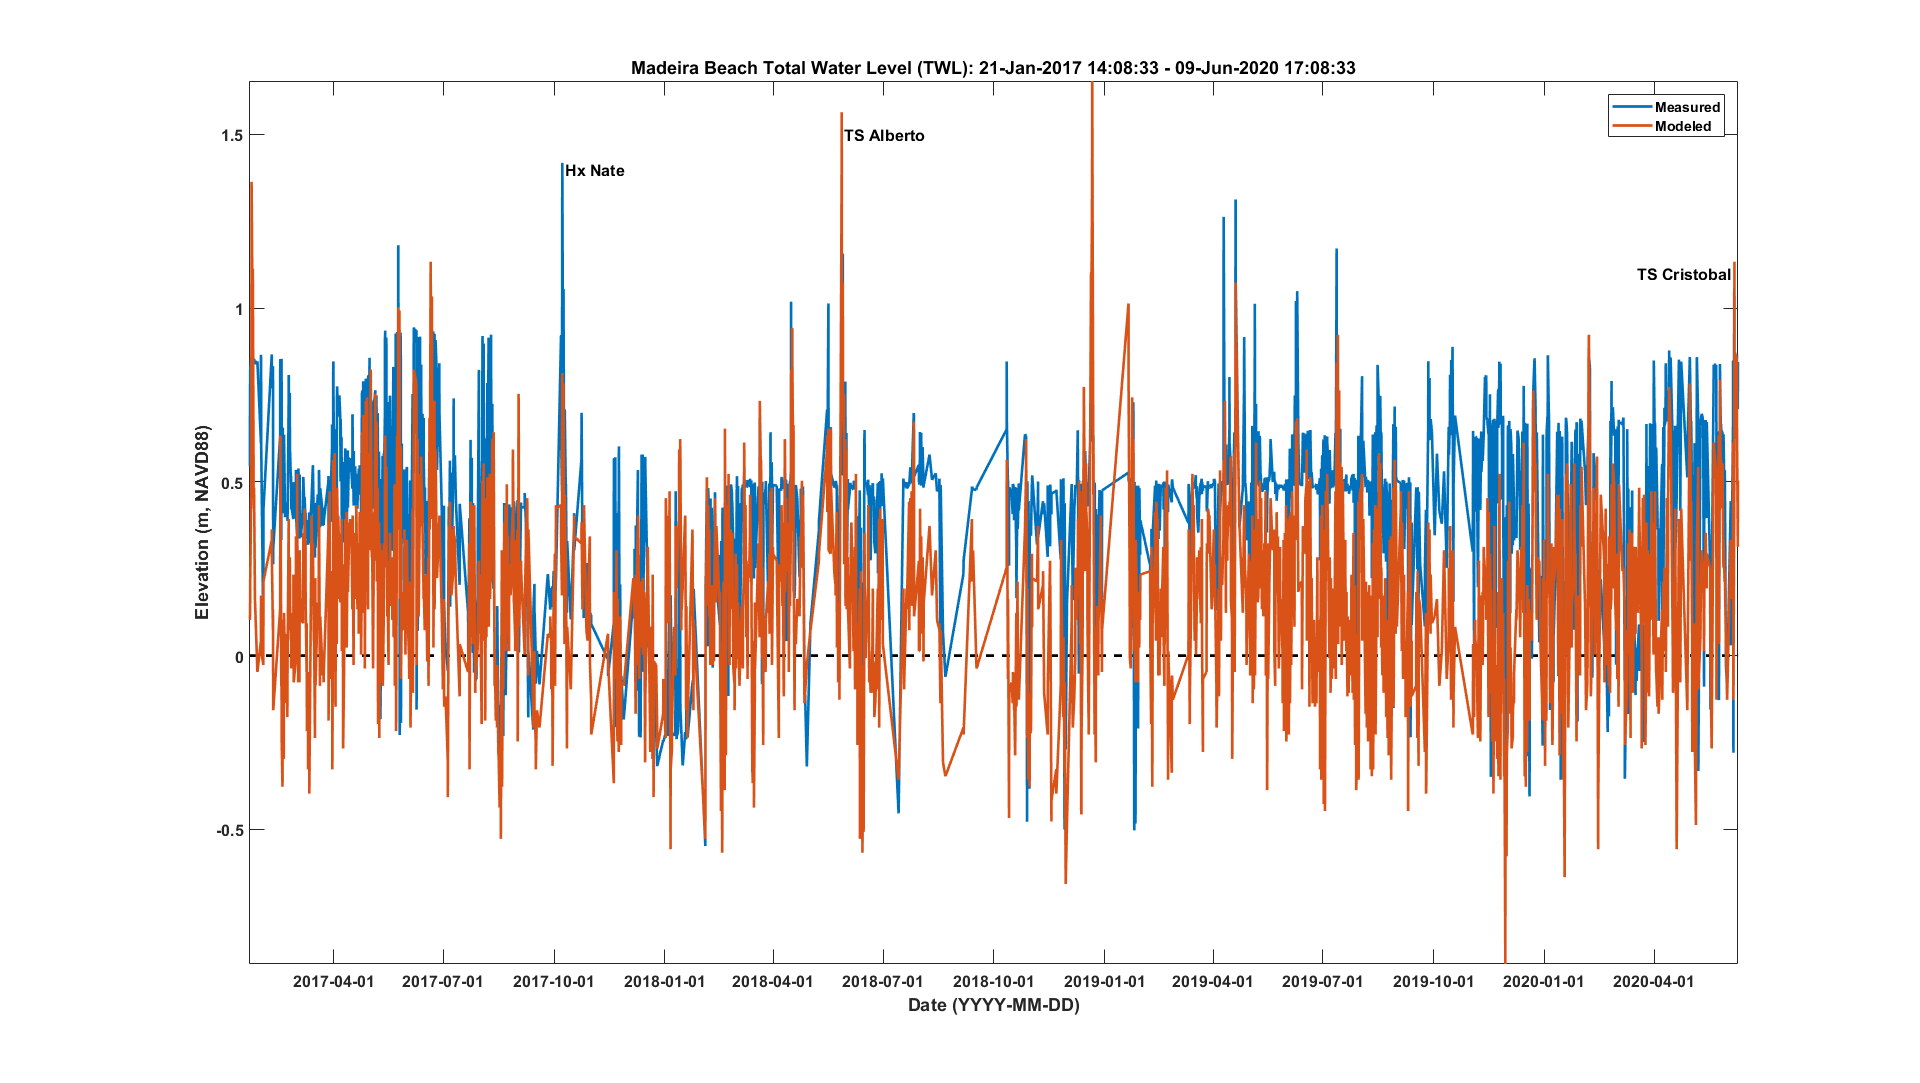 Madeira Beach Total Water Level (TWL): 21-Jan-2017 14:08:33 - 09-Jun-2020 17:08:33
Measured
Modeled
1.5
1
0.5
0
-0.5
Elevation (m, NAVD88)
Hx Nate
TS Alberto
TS Cristobal
2017-04-01 2017-07-01 2017-10-01 2018-01-01 2018-04-01 2018-07-01 2018-10-01 2019-01-01 2019-04-01 2019-07-01 2019-10-01 2020-01-01 2020-04-01
Date (YYYY-MM-DD)